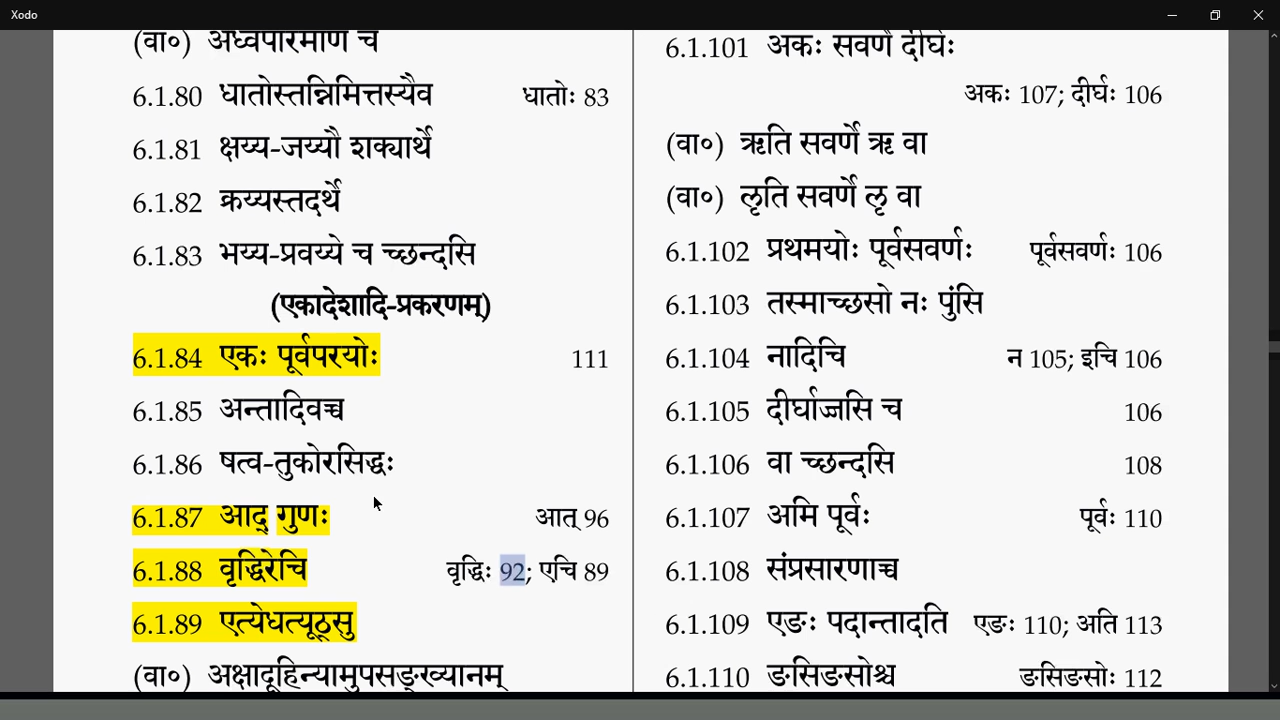 Xodo
(वा०) अध्वपरिमाणे च
6.1.80 धातोस्तन्निमित्तस्यैव धातोः 83
6.1.81 क्षय्य-जय्यौ शक्यार्थे
6.1.82 क्रय्यस्तदर्थे
6.1.83 भय्य-प्रवय्ये च च्छन्दसि
(एकादेशादि-प्रकरणम्)
6.1.84 एकः पूर्वपरयोः 111
6.1.85 अन्तादिवच्च
6.1.86 षत्व-तुकोरसिद्धः
6.1.87 आद् गुणः आत् 96
6.1.88 वृद्धिरेचि वृद्धिः 92; एचि 89
6.1.89 एत्येधत्यूठ्सु
(वा०) अक्षादूहिन्यामुपसङ्ख्यानम्
6.1.101 अकः सवर्णे दीर्घः
अकः 107; दीर्घः 106
(वा०) ऋति सवर्णे ऋ वा
(वा०) लृति सवर्णे लृ वा
6.1.102 प्रथमयोः पूर्वसवर्णः पूर्वसवर्णः 106
6.1.103 तस्माच्छसो नः पुंसि
6.1.104 नादिचि न 105; इचि 106
6.1.105 दीर्घाज्जसि च 106
6.1.106 वा च्छन्दसि 108
6.1.107 अमि पूर्वः पूर्वः 110
6.1.108 संप्रसारणाच्च
6.1.109 एङः पदान्तादति एङः 110; अति 113
6.1.110 ङसिङसोश्च ङसिङसोः 112